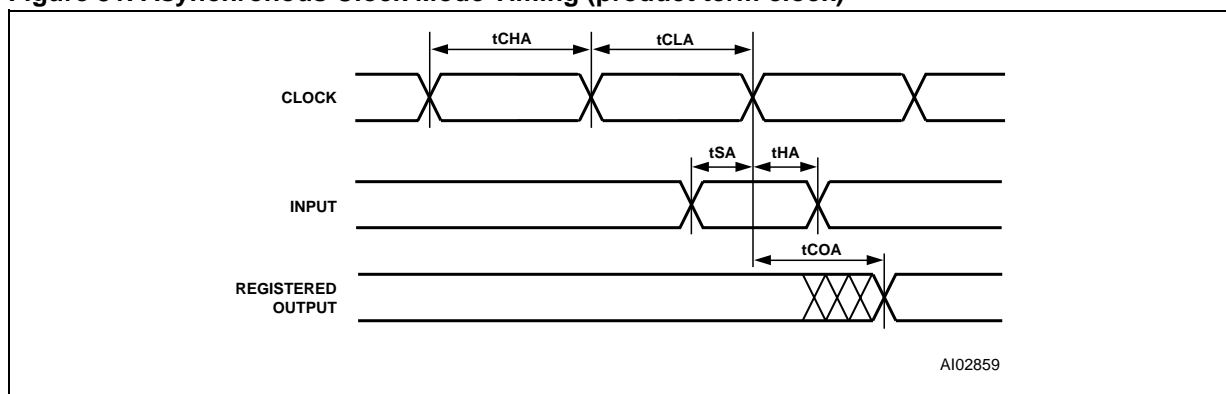 tCHA tCLA
CLOCK
tSA tHA
INPUT
tCOA
REGISTERED
OUTPUT
AI02859